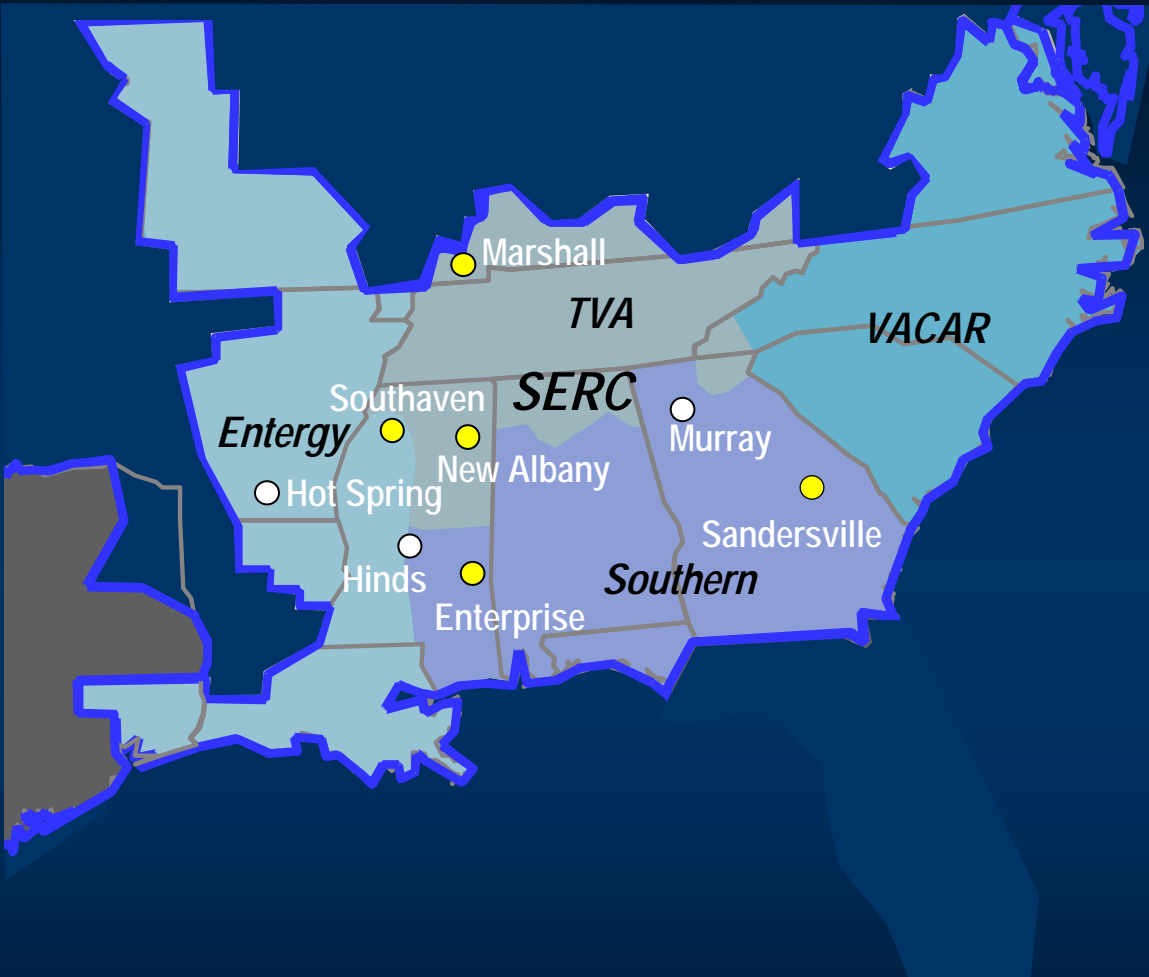 Marshall
TVA
VACAR
SERC
Southaven
Entergy
Murray
New Albany
Hot Spring
Sandersville
Hinds
Southern
Enterprise